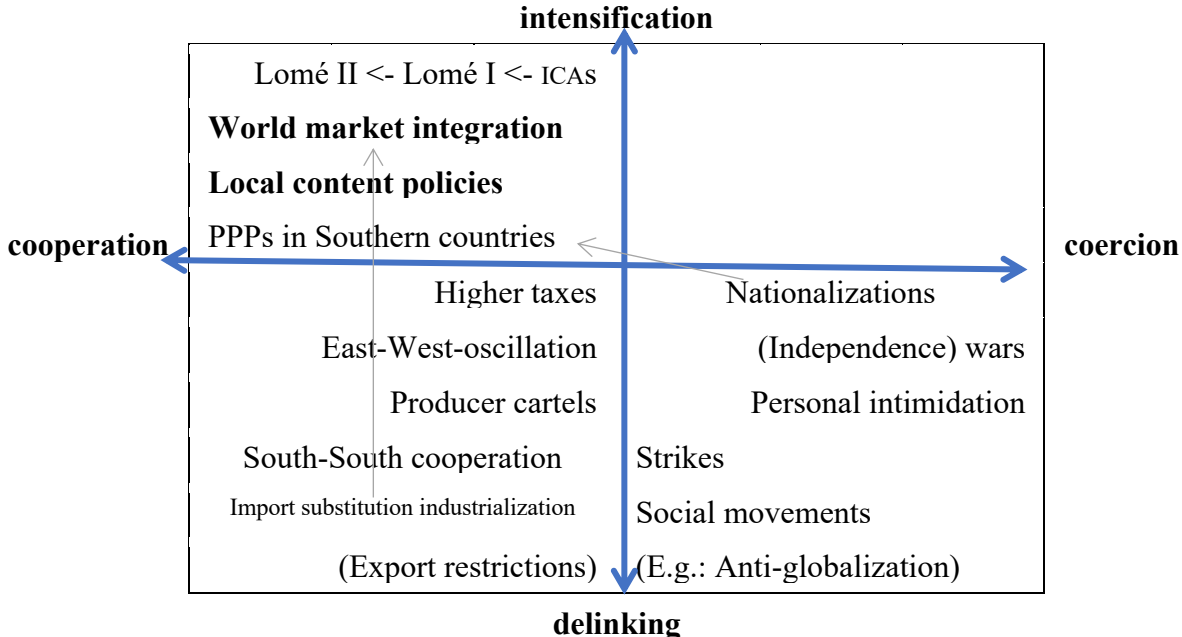 intensification
Lomé II <- Lomé I <- ICAs
World market integration
Local content policies
PPPs in Southern countries
cooperation
coercion
Higher taxes
Nationalizations
East-West-oscillation
(Independence) wars
Producer cartels
Personal intimidation
South-South cooperation
Strikes
Import substitution industrialization
Social movements
(Export restrictions)
(E.g.: Anti-globalization)
delinking